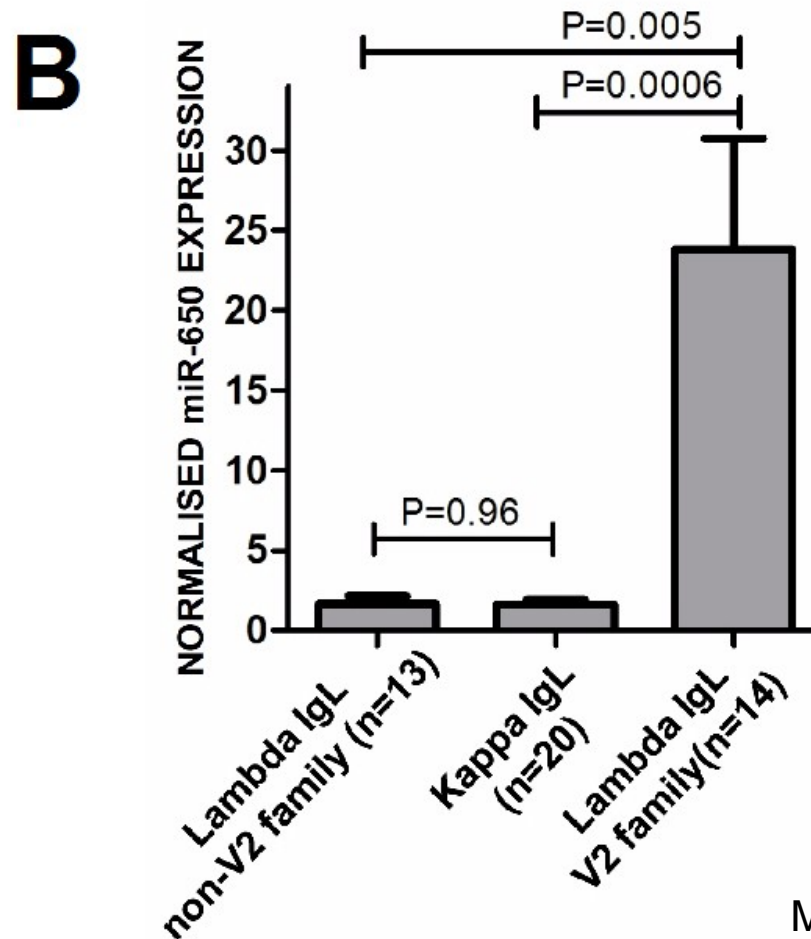 B
NORMALISED miR-650 EXPRESSION
P=0.005
P=0.0006
30
25
20
15
10
P=0.96
5
0
Lambda IgL
non-V2 family (n=13)
Kappa IgL
(n=20)
Lambda IgL
V2 family(n=14)
M